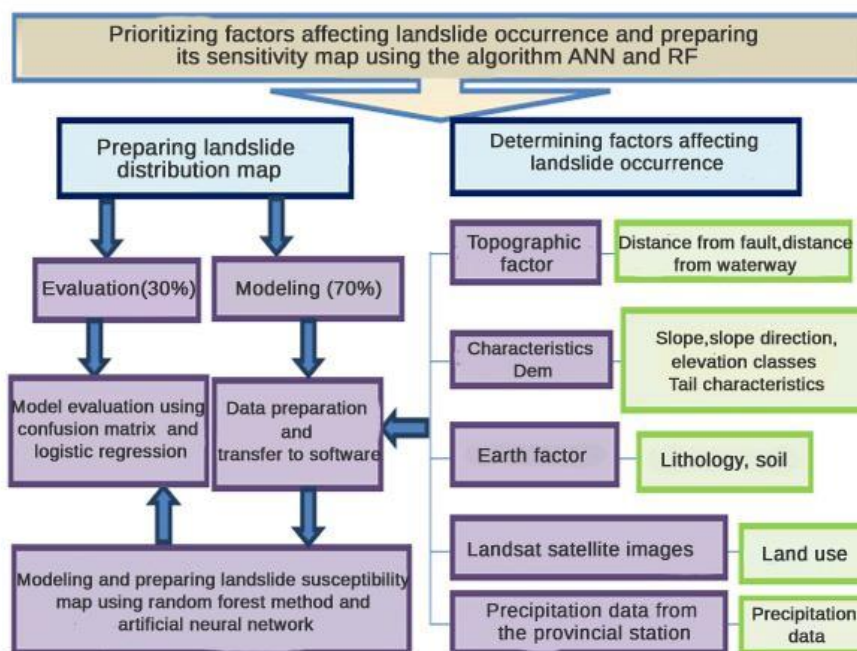 Prioritizing factors affecting landslide occurrence and preparing
its sensitivity map using the algorithm ANN and RF
Preparing landslide
distribution map
Determining factors affecting
landslide occurrence
Evaluation(30%)
Modeling (70%)
Topographic
factor
Distance from fault,distance
from waterway
Characteristics
Dem
Slope,slope direction,
elevation classes
Tail characteristics
Model evaluation using
confusion matrix and
logistic regression
Data preparation
and
transfer to software
Earth factor
Lithology, soil
Landsat satellite images
Land use
Modeling and preparing landslide susceptibility
map using random forest method and
artificial neural network
Precipitation data from
the provincial station
Precipitation
data